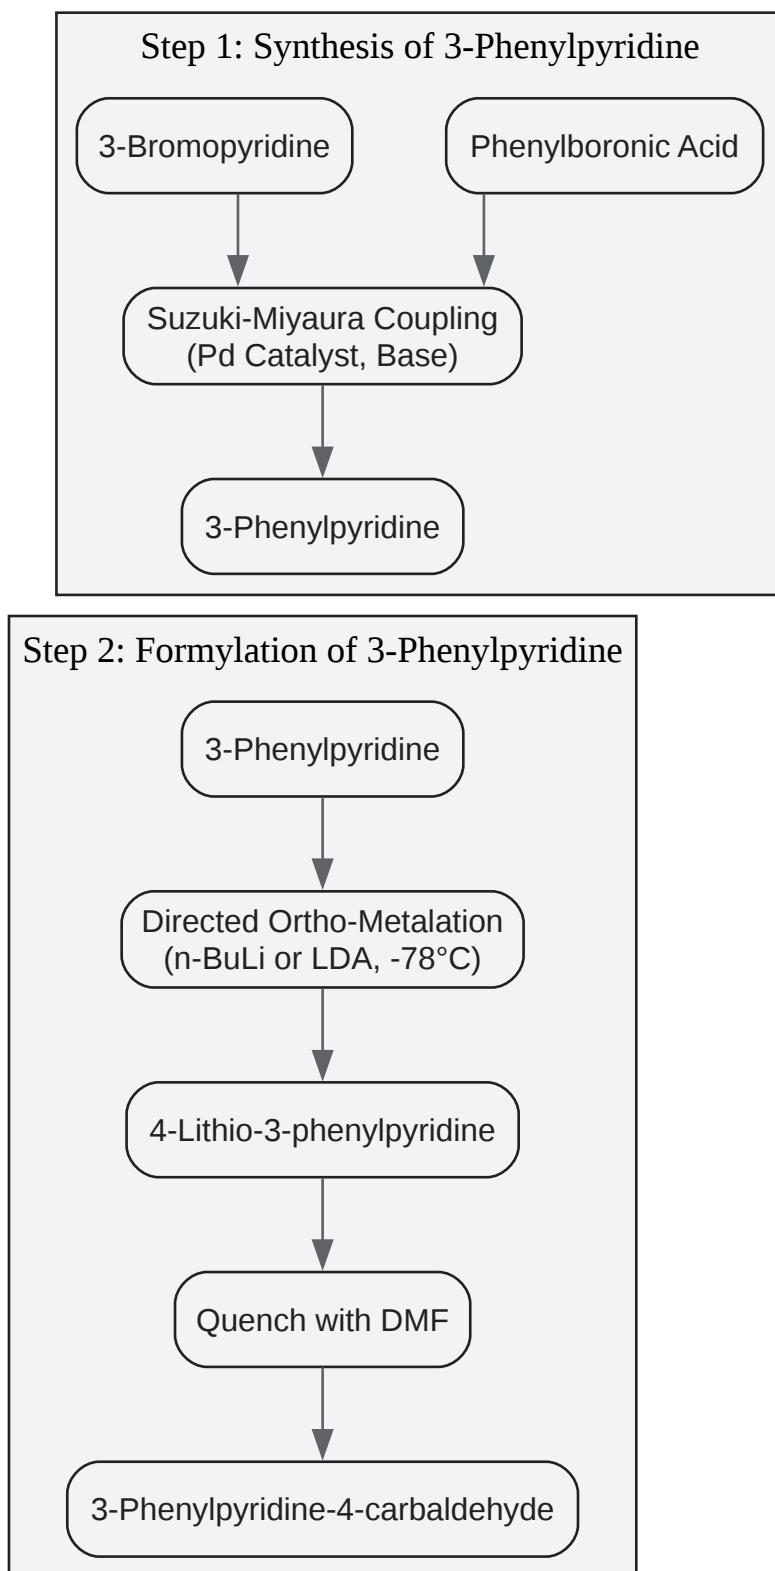 Step 1: Synthesis of 3-Phenylpyridine
3-Bromopyridine
Phenylboronic Acid
Suzuki-Miyaura Coupling
(Pd Catalyst, Base)
3-Phenylpyridine
Step 2: Formylation of 3-Phenylpyridine
3-Phenylpyridine
Directed Ortho-Metalation
(n-BuLi or LDA, -78°C)
4-Lithio-3-phenylpyridine
Quench with DMF
3-Phenylpyridine-4-carbaldehyde